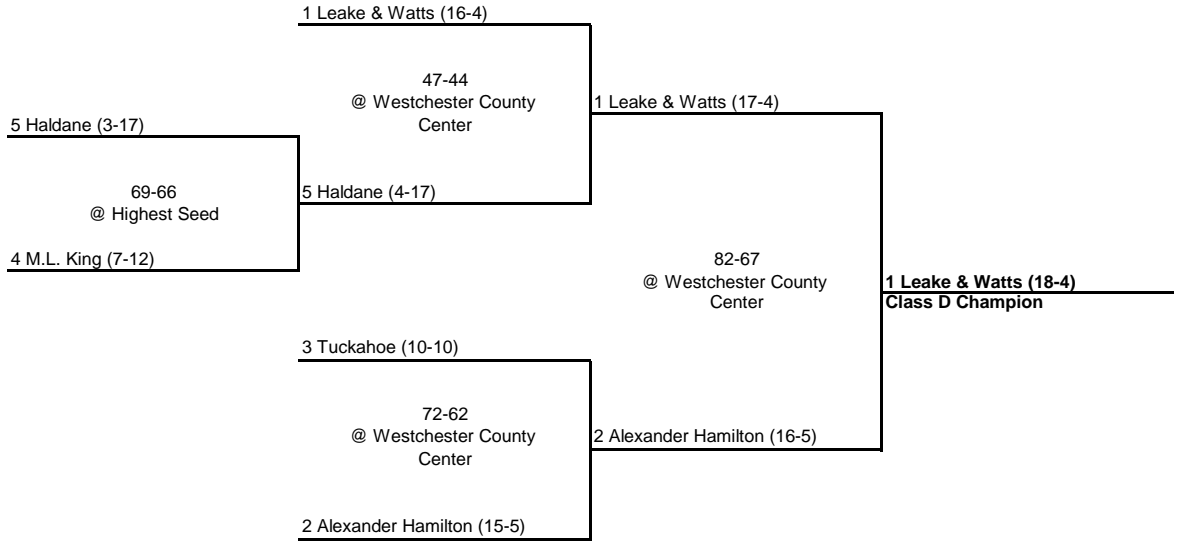 1 Leake & Watts (16-4)
47-44
@ Westchester County
Center
1 Leake & Watts (17-4)
5 Haldane (3-17)
69-66
@ Highest Seed
5 Haldane (4-17)
4 M.L. King (7-12)
82-67
@ Westchester County
Center
1 Leake & Watts (18-4)
Class D Champion
3 Tuckahoe (10-10)
72-62
@ Westchester County
Center
2 Alexander Hamilton (16-5)
2 Alexander Hamilton (15-5)